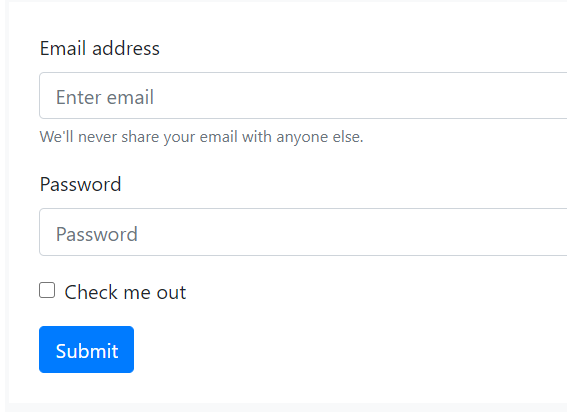 Email address
Enter email
We'll never share your email with anyone else.
Password
Password
Check me out
Submit